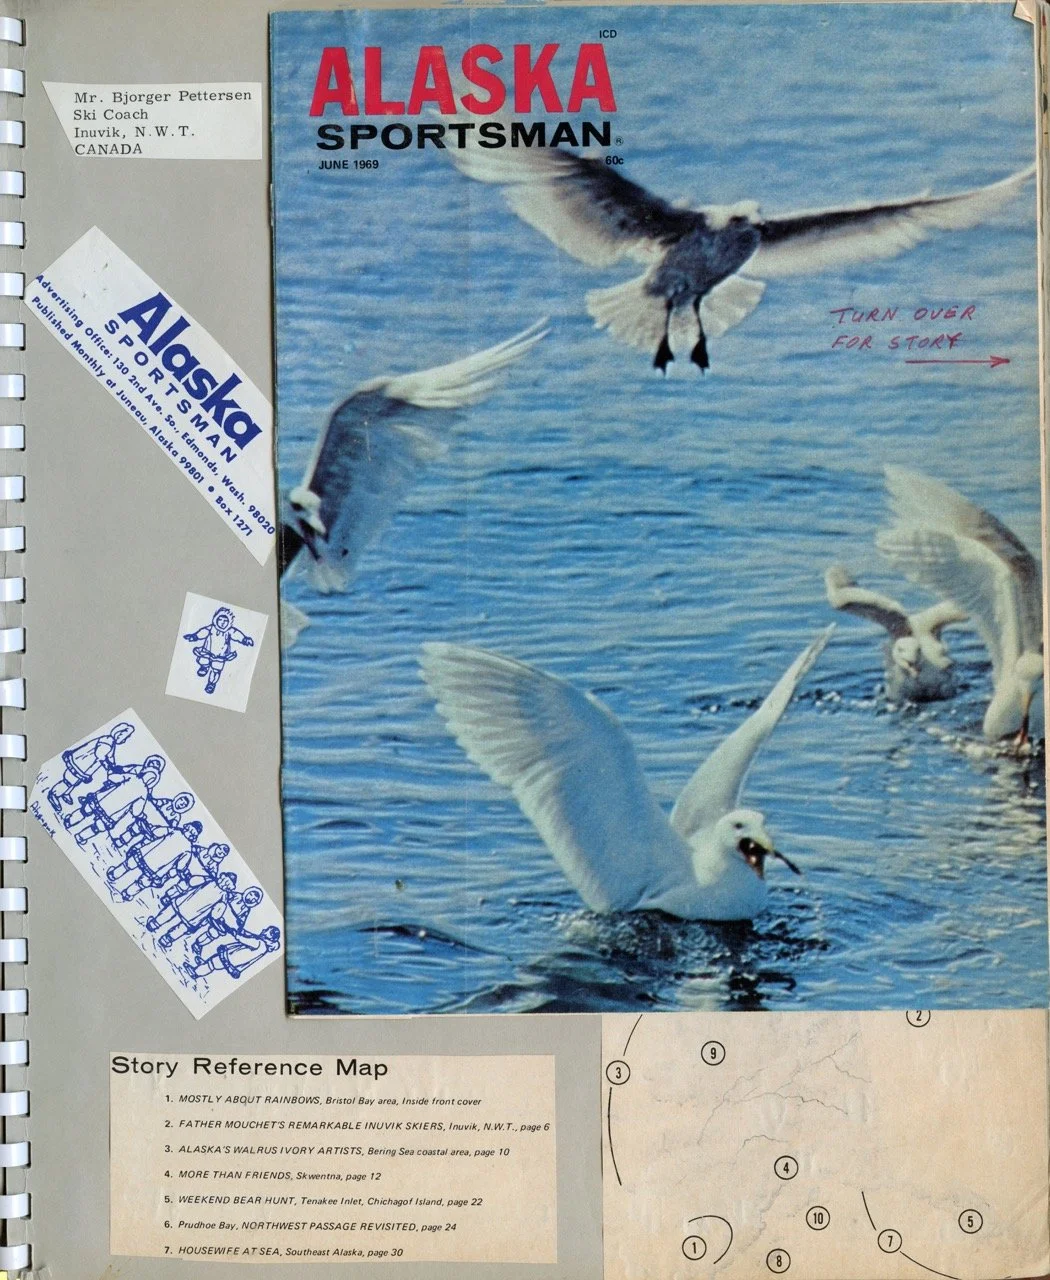 Mr. Bjorger Pettersen
Ski Coach
Inuvik, N.W.T.
CANADA
ICD
ALASKA
SPORTSMAN®
JUNE 1969
60c
TURN OVER
FOR STORY
Alaska
SPORTSMAN
Advertising Office: 130 2nd Ave. So., Edmonds, Wash. 98020
Published Monthly at Juneau, Alaska 99801 • Box 1271
Story Reference Map
1. MOSTLY ABOUT RAINBOWS, Bristol Bay area, Inside front cover
2. FATHER MOUCHET'S REMARKABLE INUVIK SKIERS, Inuvik, N.W.T., page 6
3. ALASKA'S WALRUS IVORY ARTISTS, Bering Sea coastal area, page 10
4. MORE THAN FRIENDS, Skwentna, page 12
5. WEEKEND BEAR HUNT, Tenakee Inlet, Chichagof Island, page 22
6. Prudhoe Bay, NORTHWEST PASSAGE REVISITED, page 24
7. HOUSEWIFE AT SEA, Southeast Alaska, page 30
2
9
3
4
10
5
1
7
8